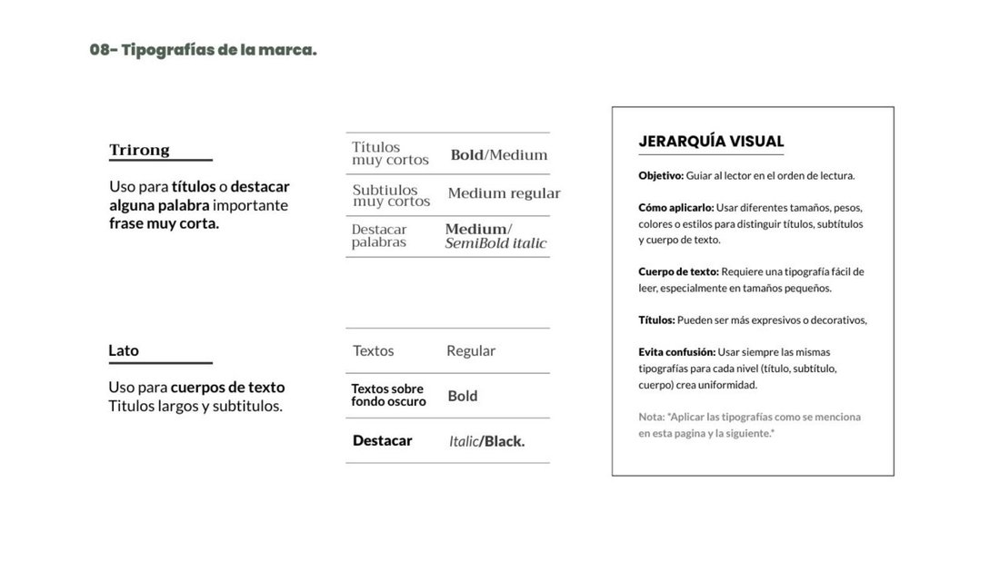 08- Tipografías de la marca.
Trirong
Uso para títulos o destacar
alguna palabra importante
frase muy corta.
Títulos
muy cortos
Bold/Medium
Subtiulos
muy cortos
Medium regular
Destacar
palabras
Medium/
SemiBold italic
Lato
Uso para cuerpos de texto
Titulos largos y subtitulos.
Textos
Regular
Textos sobre
fondo oscuro
Bold
Destacar
Italic/Black.
JERARQUÍA VISUAL
Objetivo: Guiar al lector en el orden de lectura.
Cómo aplicarlo: Usar diferentes tamaños, pesos,
colores o estilos para distinguir títulos, subtítulos
y cuerpo de texto.
Cuerpo de texto: Requiere una tipografía fácil de
leer, especialmente en tamaños pequeños.
Títulos: Pueden ser más expresivos o decorativos,
Evita confusión: Usar siempre las mismas
tipografías para cada nivel (título, subtítulo,
cuerpo) crea uniformidad.
Nota: "Aplicar las tipografías como se menciona
en esta pagina y la siguiente."